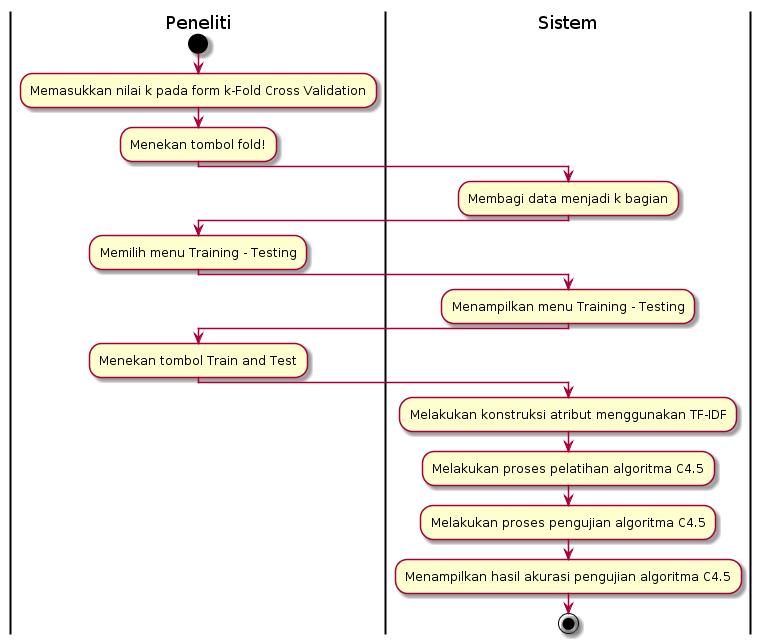 Peneliti
Sistem
Memasukkan nilai k pada form k-Fold Cross Validation
Menekan tombol fold!
Membagi data menjadi k bagian
Memilih menu Training - Testing
Menampilkan menu Training - Testing
Menekan tombol Train and Test
Melakukan konstruksi atribut menggunakan TF-IDF
Melakukan proses pelatihan algoritma C4.5
Melakukan proses pengujian algoritma C4.5
Menampilkan hasil akurasi pengujian algoritma C4.5